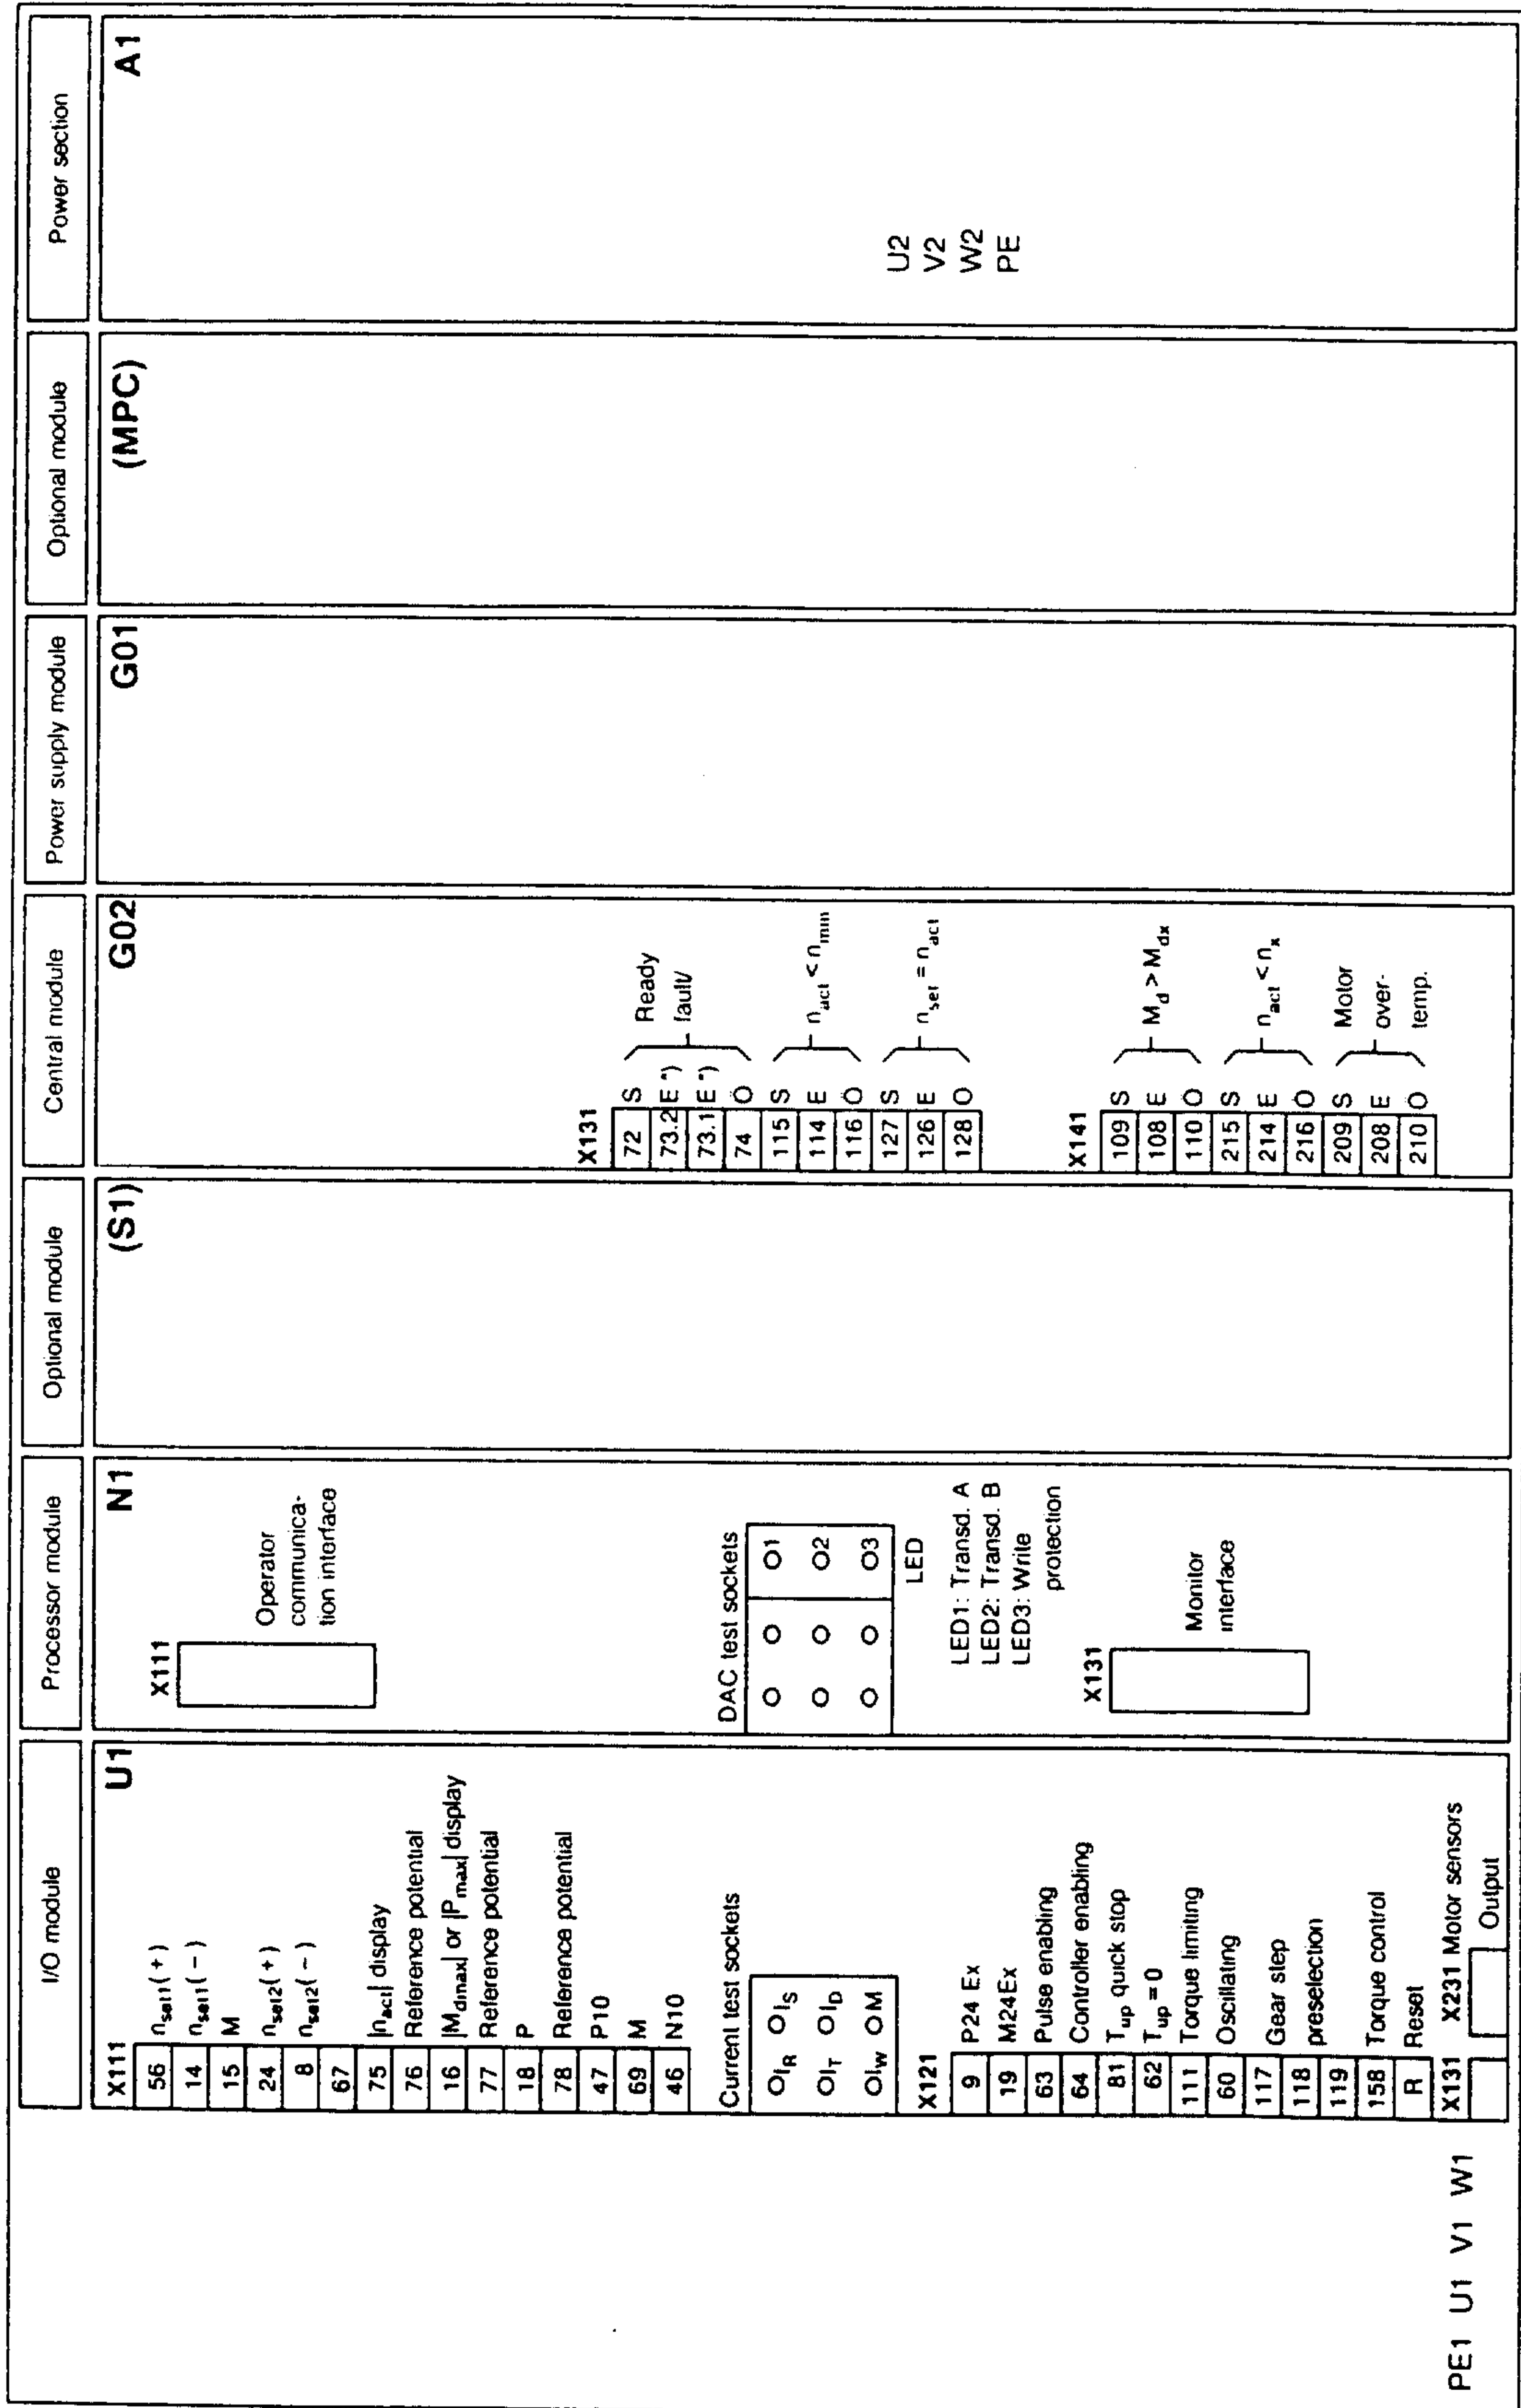 I/O module
Processor module
Optional module
Central module
Power supply module
Optional module
Power section
U1
X111
56 nset1(+)
14 nset1(−)
15 M
24 nset2(+)
8 nset2(−)
67
75 |nact| display
76 Reference potential
16 |Mdmax| or |Pmax| display
77 Reference potential
18 P
78 Reference potential
47 P10
69 M
46 N10
Current test sockets
OIR OIS
OIT OID
OIW OM
X121
9 P24 Ex
19 M24Ex
63 Pulse enabling
64 Controller enabling
81 Tup quick stop
62 Tup = 0
111 Torque limiting
60 Oscillating
117 Gear step
118 preselection
119
158 Torque control
R Reset
X131 X231 Motor sensors
Output
PE1 U1 V1 W1
N1
X111
Operator
communica-
tion interface
DAC test sockets
O O O1
O O O2
O O O3
LED
LED1: Transd. A
LED2: Transd. B
LED3: Write
protection
X131
Monitor
interface
(S1)
G02
X131
72 S
73.2 E *)
73.1 E *)
74 O
Ready
fault/
115 S
114 E
116 O
nact < nmin
127 S
126 E
128 O
nset = nact
X141
109 S
108 E
110 O
Md > Mdx
215 S
214 E
216 O
nact < nx
209 S
208 E
210 O
Motor
over-
temp.
G01
(MPC)
A1
U2
V2
W2
PE